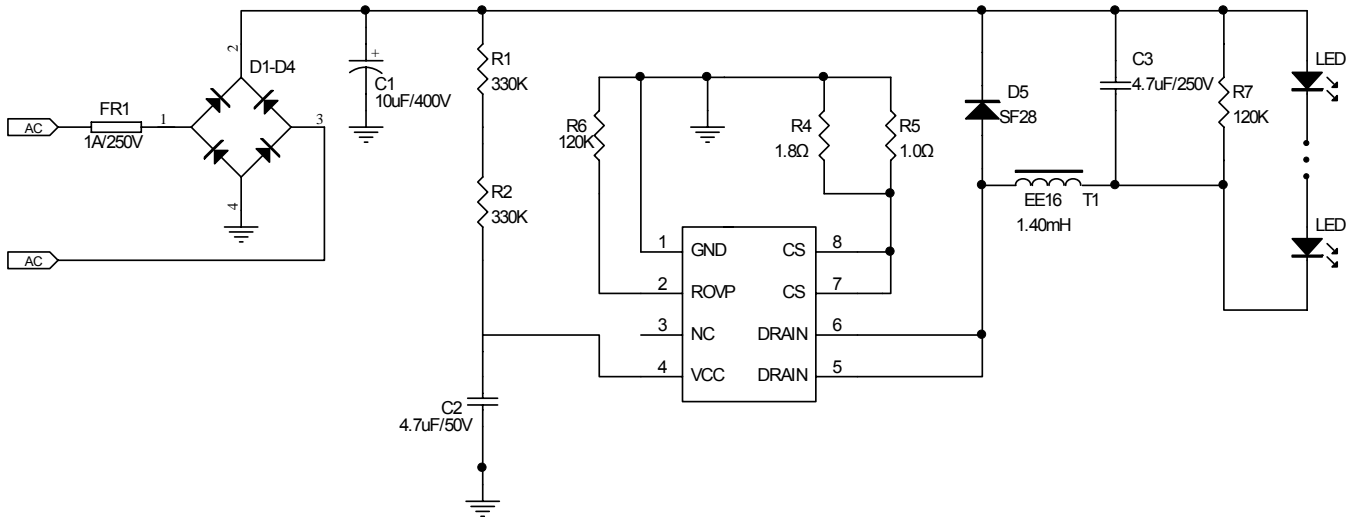 AC
FR1
1A/250V
1
2
D1-D4
3
4
AC
C1
10uF/400V
+
R1
330K
R2
330K
C2
4.7uF/50V
R6
120K
R4
1.8Ω
R5
1.0Ω
1 GND
2 ROVP
3 NC
4 VCC
CS 8
CS 7
DRAIN 6
DRAIN 5
D5
SF28
EE16 T1
1.40mH
C3
4.7uF/250V
R7
120K
LED
LED